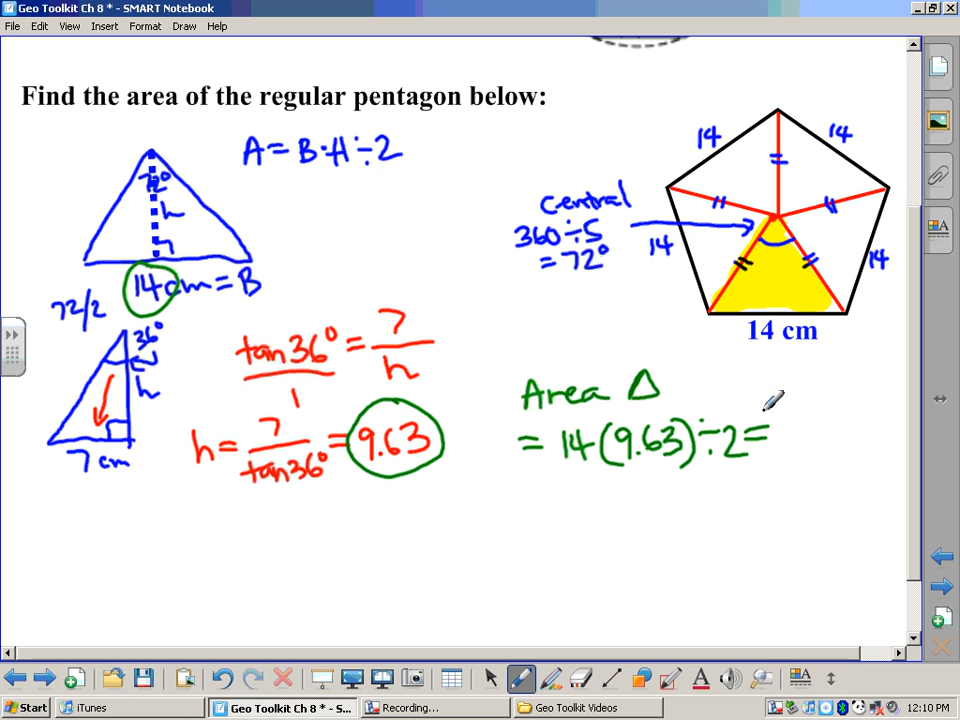 Geo Toolkit Ch 8 * - SMART Notebook
File Edit View Insert Format Draw Help
Find the area of the regular pentagon below:
A = B·H ÷ 2
72°
h
14 cm = B
72/2
36°
h
7 cm
tan 36° / 1 = 7 / h
h = 7 / tan 36° = 9.63
Central
360 ÷ 5
= 72°
14
14
14
14
14 cm
Area Δ
= 14 (9.63) ÷ 2 =
Start
iTunes
Geo Toolkit Ch 8 * - ...
Recording...
Geo Toolkit Videos
12:10 PM